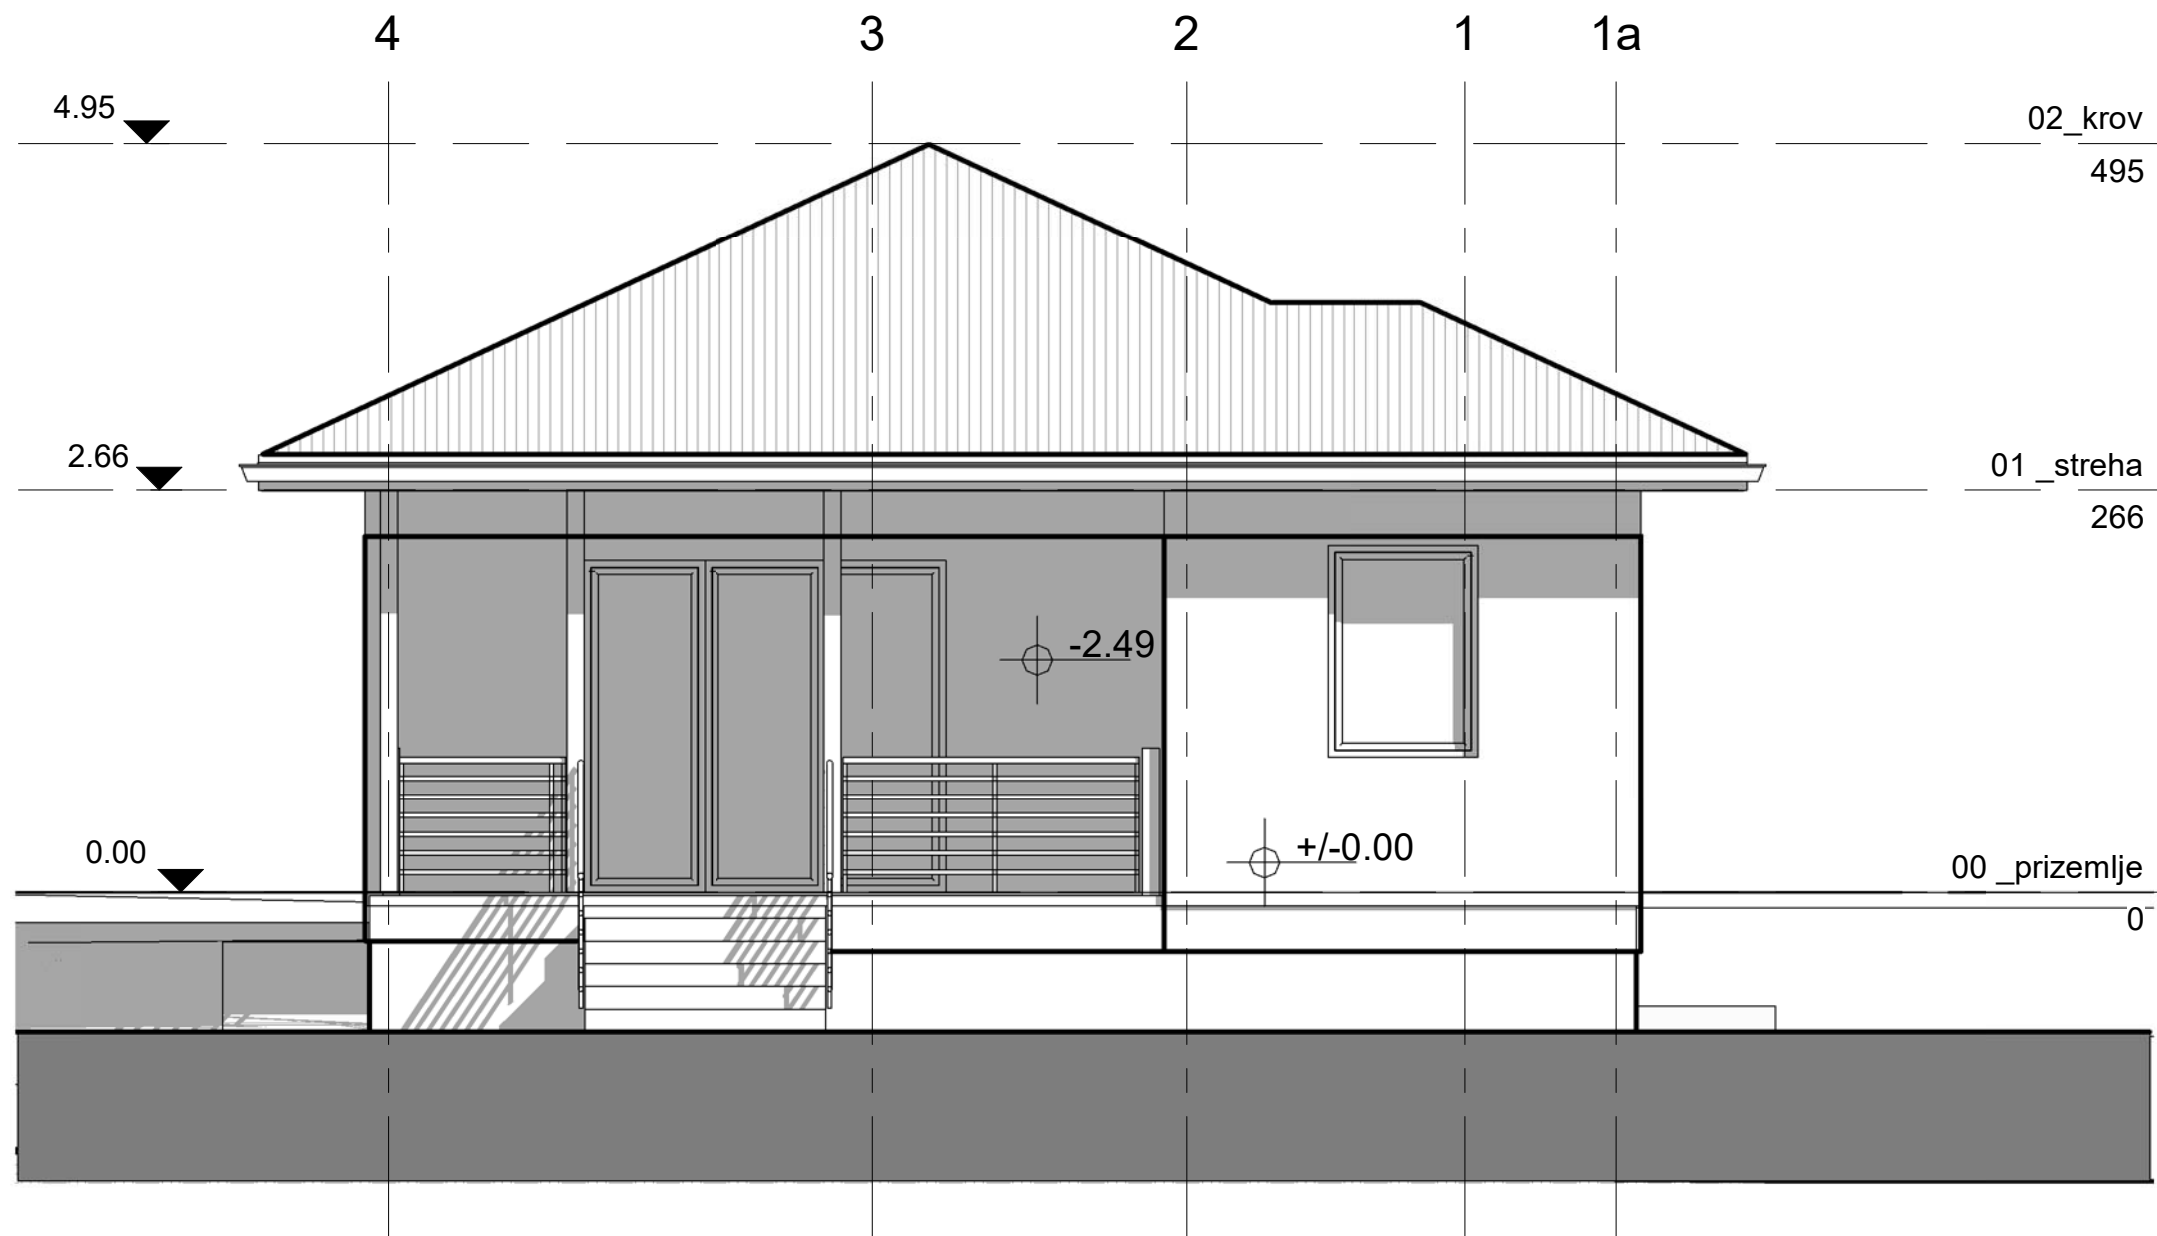 4 3 2 1 1a
4.95 02_krov
495
2.66 01 _streha
266
-2.49
+/-0.00
0.00 00 _prizemlje
0